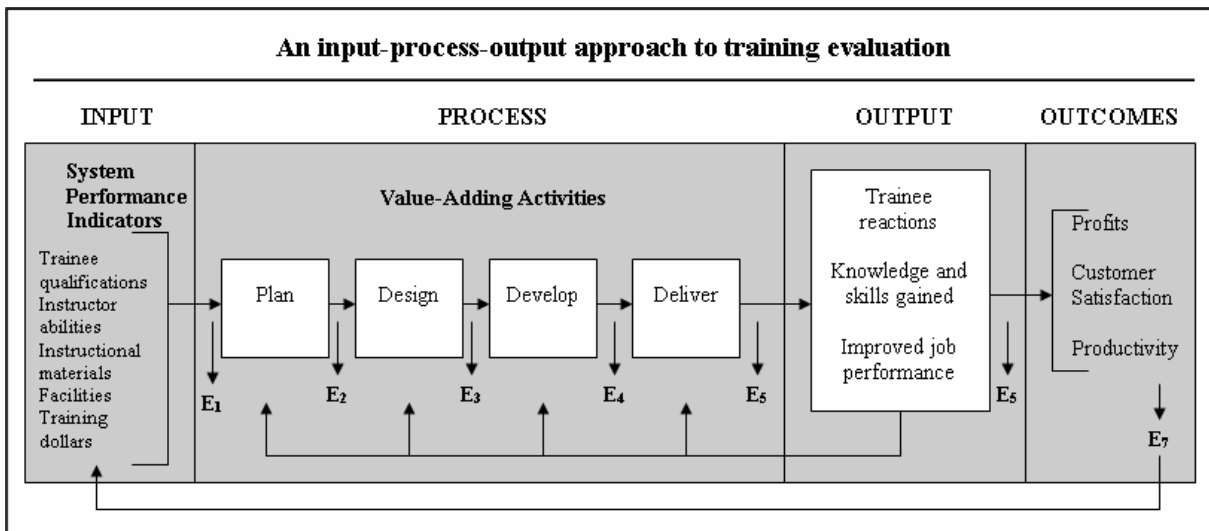 An input-process-output approach to training evaluation
INPUT
PROCESS
OUTPUT
OUTCOMES
System
Performance
Indicators
Trainee
qualifications
Instructor
abilities
Instructional
materials
Facilities
Training
dollars
E1
Value-Adding Activities
Plan
Design
Develop
Deliver
E2
E3
E4
E5
Trainee
reactions
Knowledge and
skills gained
Improved job
performance
E5
Profits
Customer
Satisfaction
Productivity
E7